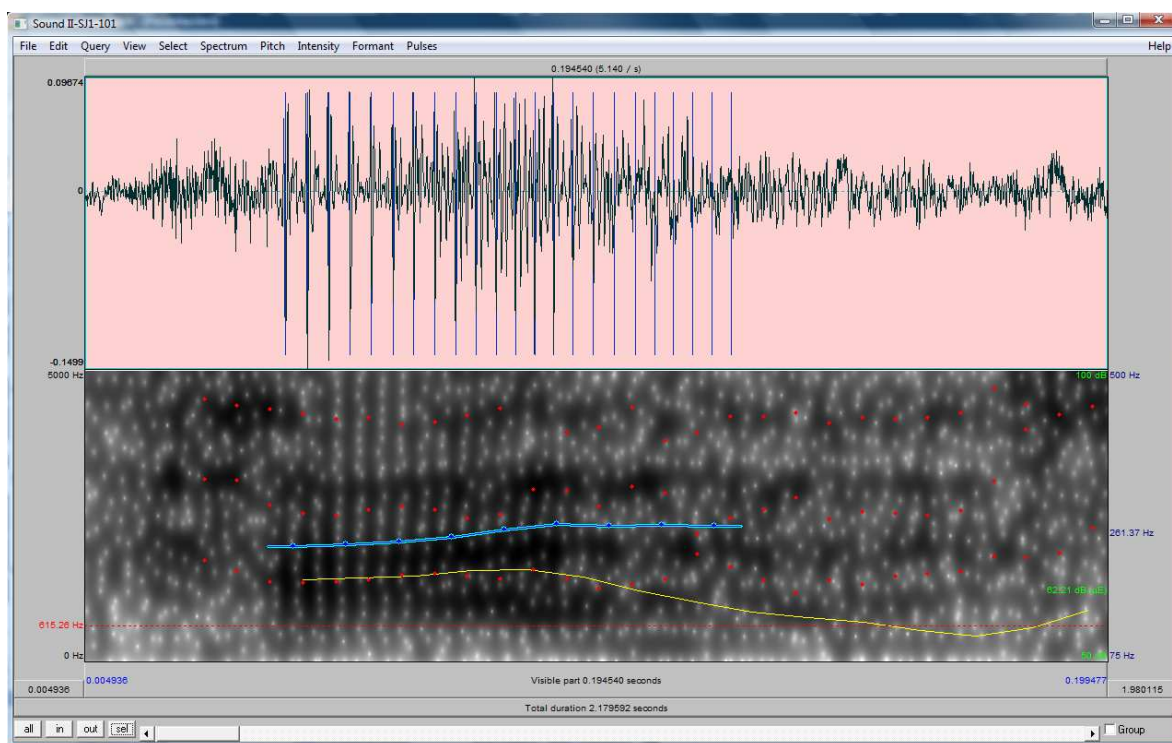 Sound II-SJ1-101
File Edit Query View Select Spectrum Pitch Intensity Formant Pulses Help
0.194540 (5.140 / s)
0.09674
0
-0.1499
5000 Hz 100 dB 500 Hz
261.37 Hz
615.26 Hz
0 Hz 75 Hz
0.004936 Visible part 0.194540 seconds 0.199477
0.004936 1.980115
Total duration 2.179592 seconds
all in out sel Group